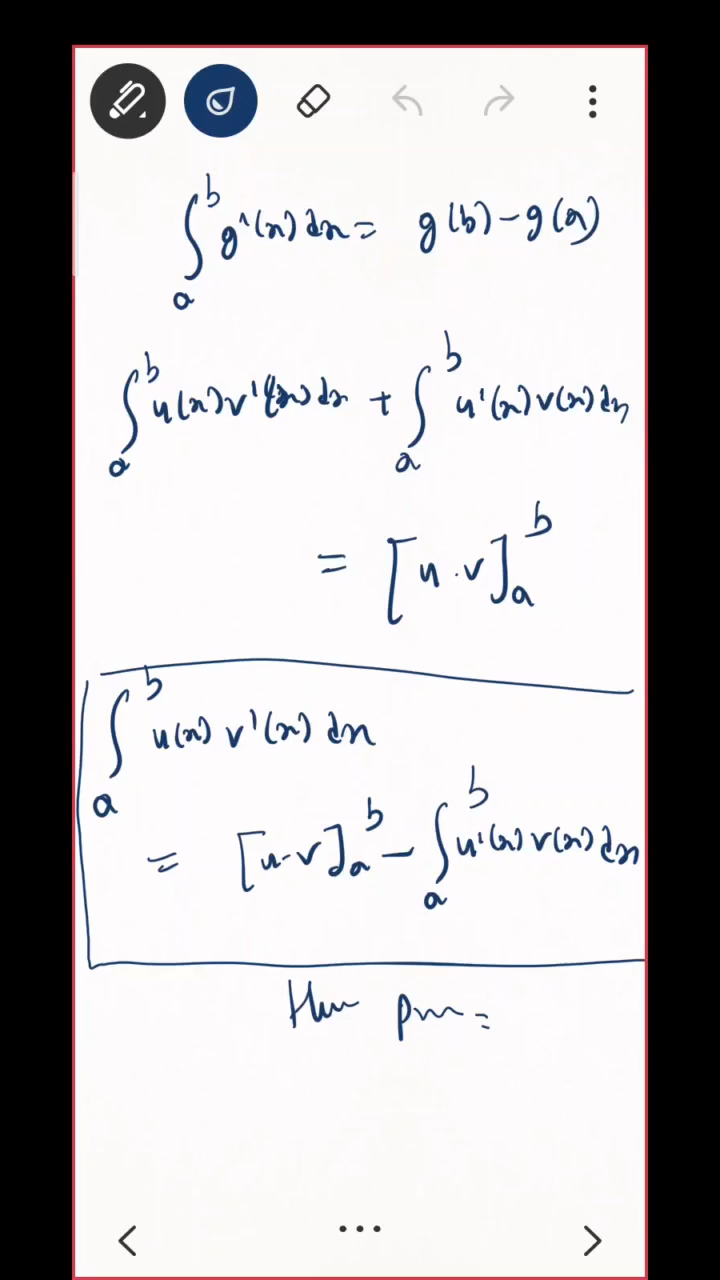 ∫_a^b g'(x) dx = g(b) - g(a)
∫_a^b u(x) v'(x) dx + ∫_a^b u'(x) v(x) dx
= [u · v]_a^b
∫_a^b u(x) v'(x) dx
= [u · v]_a^b - ∫_a^b u'(x) v(x) dx